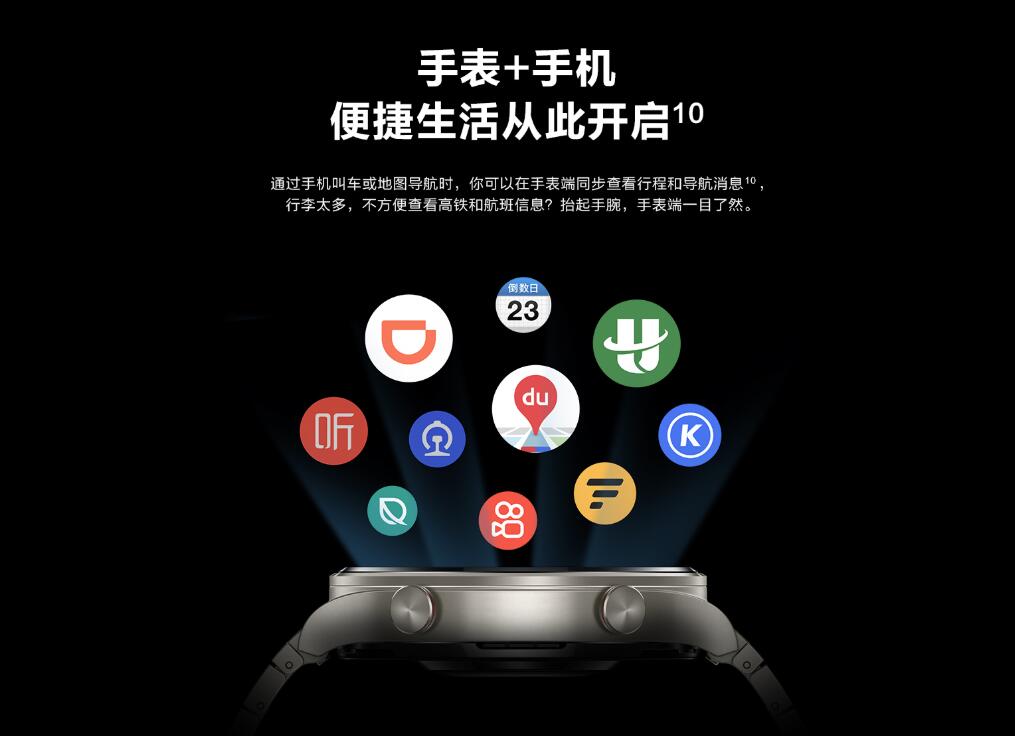 手表+手机
便捷生活从此开启10
通过手机叫车或地图导航时，你可以在手表端同步查看行程和导航消息10，
行李太多，不方便查看高铁和航班信息？抬起手腕，手表端一目了然。
倒数日
23
du
听
K